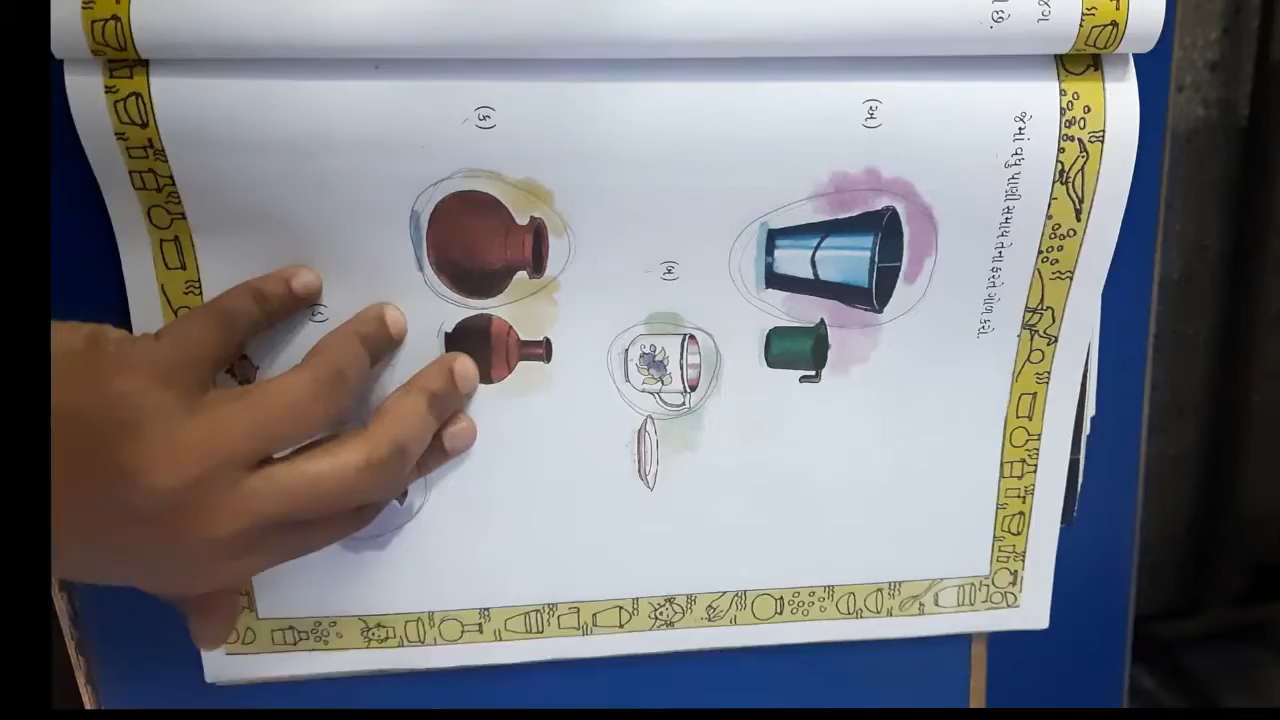 જેમાં વધુ પાણી સમાય તેના ફરતે ગોળ કરો.
(અ)
(બ)
(ક)
(ડ)
છે.